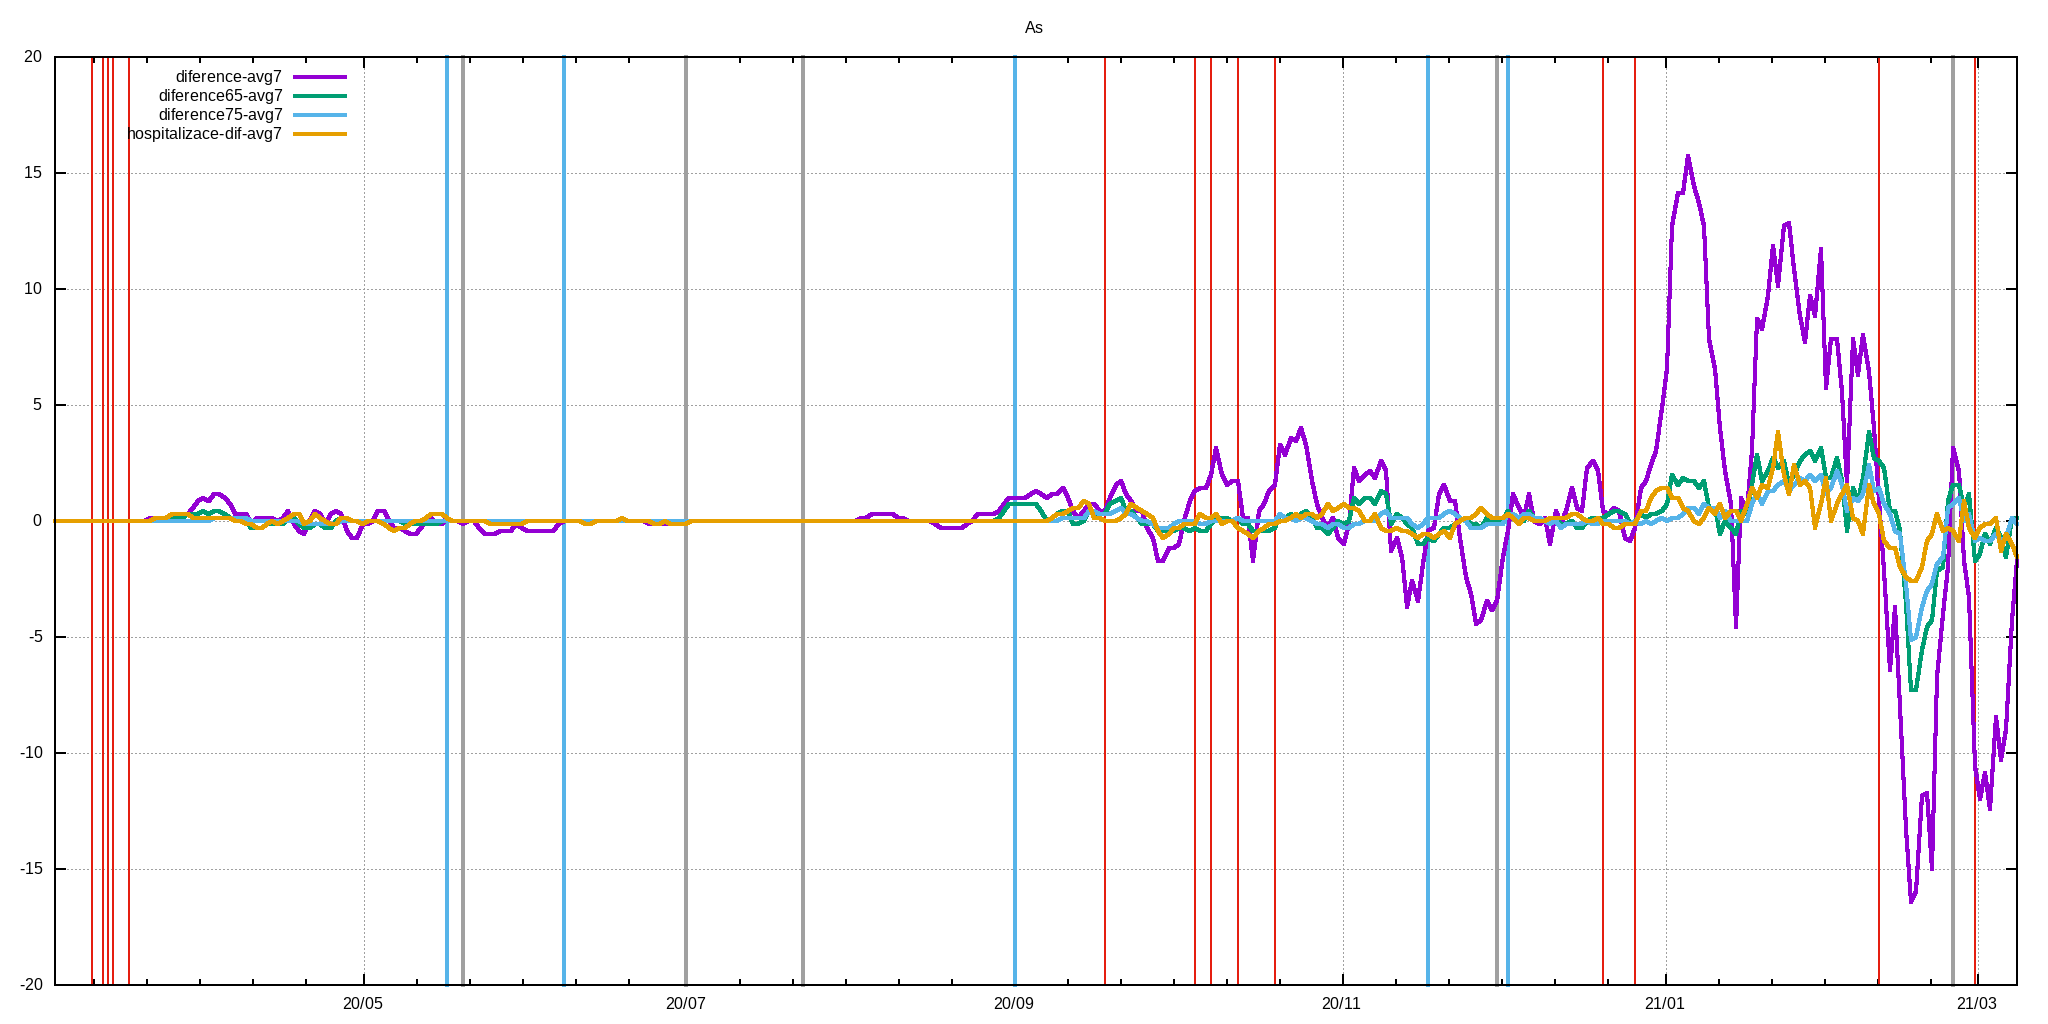 As
20
diference-avg7
diference65-avg7
diference75-avg7
hospitalizace-dif-avg7
15
10
5
0
-5
-10
-15
-20
20/05 20/07 20/09 20/11 21/01 21/03